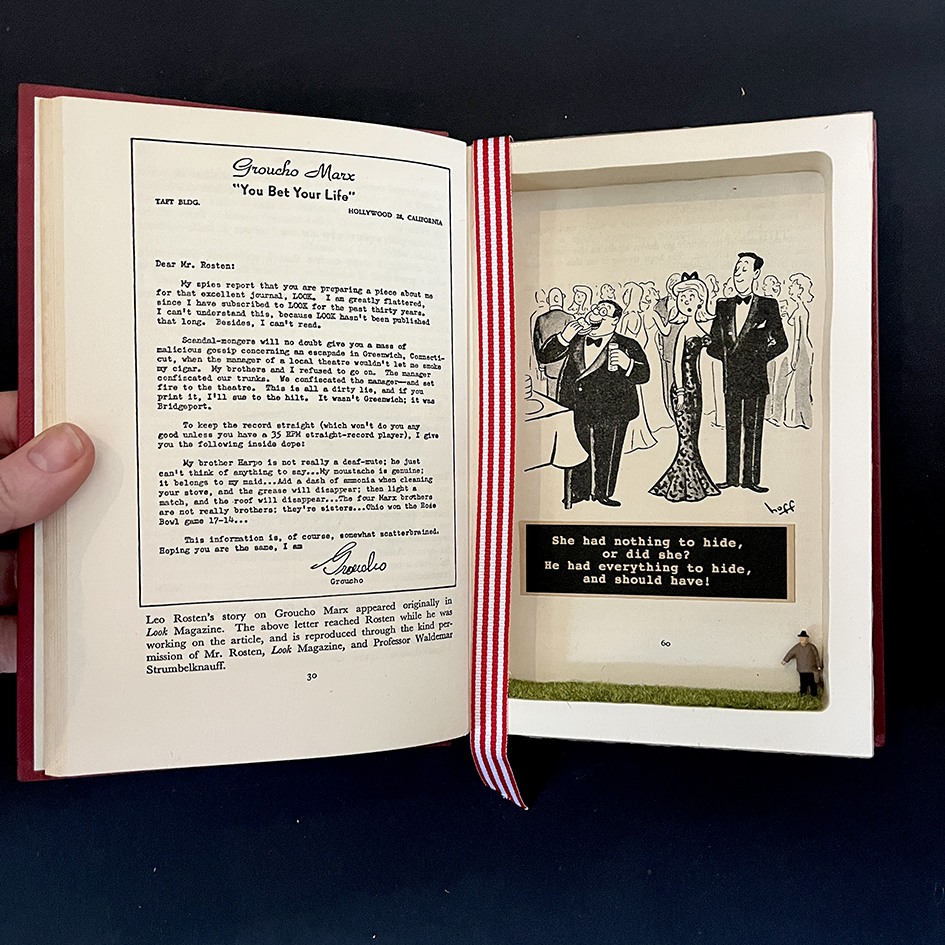 Groucho Marx
"You Bet Your Life"
TAFT BLDG.
HOLLYWOOD 28, CALIFORNIA
Dear Mr. Rosten:
My spies report that you are preparing a piece about me
for that excellent journal, LOOK. I am greatly flattered,
since I have subscribed to LOOK for the past thirty years.
I can't understand this, because LOOK hasn't been published
that long. Besides, I can't read.
Scandal-mongers will no doubt give you a mass of
malicious gossip concerning an escapade in Greenwich, Connecti-
cut, when the manager of a local theatre wouldn't let me smoke
my cigar. My brothers and I refused to go on. The manager
confiscated our trunks. We confiscated the manager—and set
fire to the theatre. This is all a dirty lie, and if you
print it, I'll sue to the hilt. It wasn't Greenwich; it was
Bridgeport.
To keep the record straight (which won't do you any
good unless you have a 35 RPM straight-record player), I give
you the following inside dope:
My brother Harpo is not really a deaf-mute; he just
can't think of anything to say...My moustache is genuine;
it belongs to my maid...Add a dash of ammonia when cleaning
your stove, and the grease will disappear; then light a
match, and the roof will disappear...The four Marx brothers
are not really brothers; they're sisters...Ohio won the Rose
Bowl game 17-14...
This information is, of course, somewhat scatterbrained.
Hoping you are the same, I am
Groucho
Groucho
Leo Rosten's story on Groucho Marx appeared originally in
Look Magazine. The above letter reached Rosten while he was
working on the article, and is reproduced through the kind per-
mission of Mr. Rosten, Look Magazine, and Professor Waldemar
Strumbelknauff.
30
hoff
She had nothing to hide,
or did she?
He had everything to hide,
and should have!
60